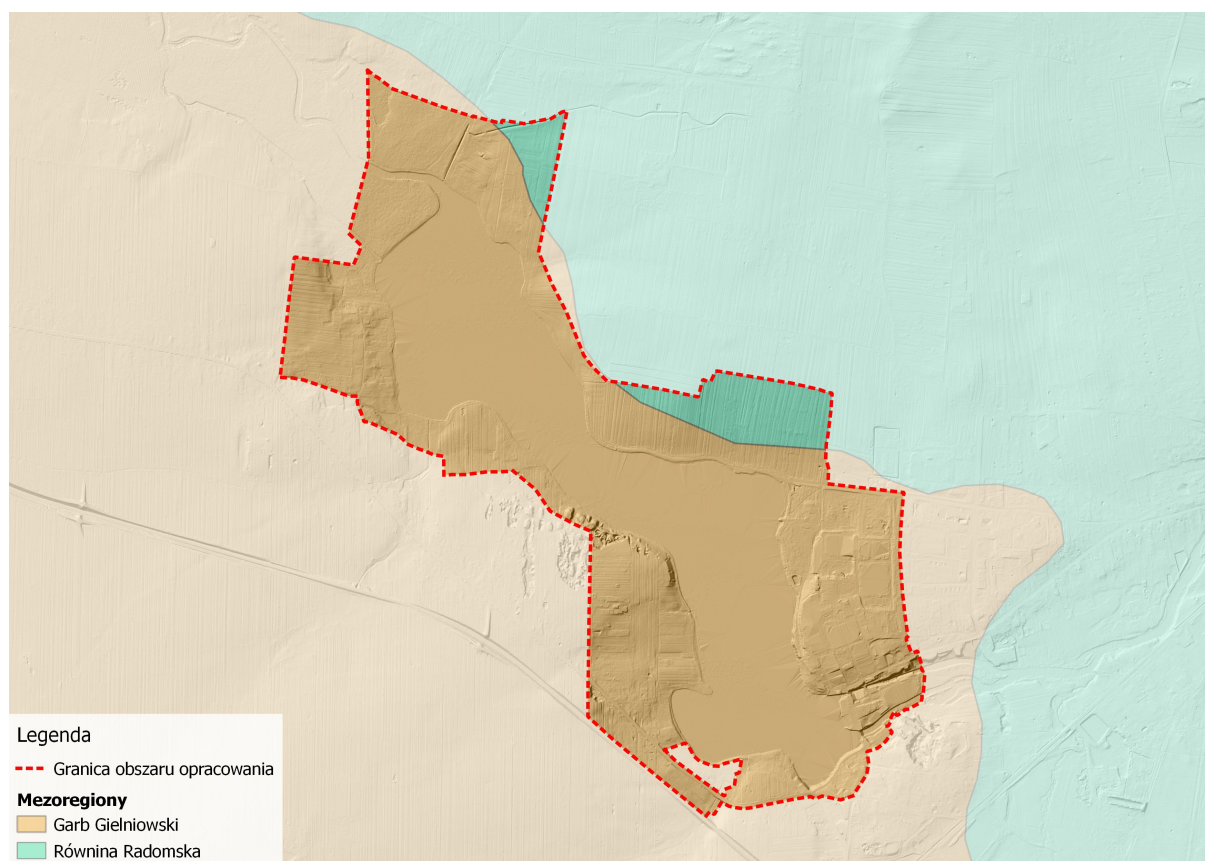 Legenda
Granica obszaru opracowania
Mezoregiony
Garb Gielniowski
Równina Radomska